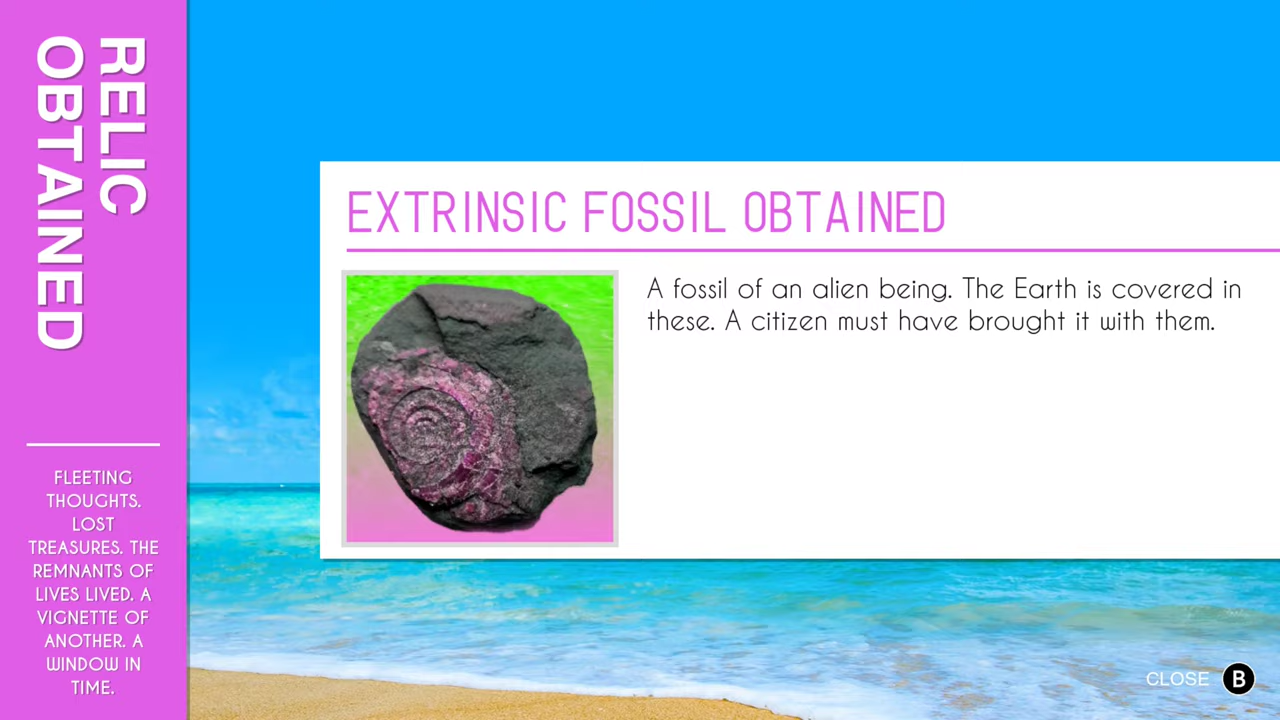 RELIC
OBTAINED
FLEETING
THOUGHTS.
LOST
TREASURES. THE
REMNANTS OF
LIVES LIVED. A
VIGNETTE OF
ANOTHER. A
WINDOW IN
TIME.
EXTRINSIC FOSSIL OBTAINED
A fossil of an alien being. The Earth is covered in
these. A citizen must have brought it with them.
CLOSE B